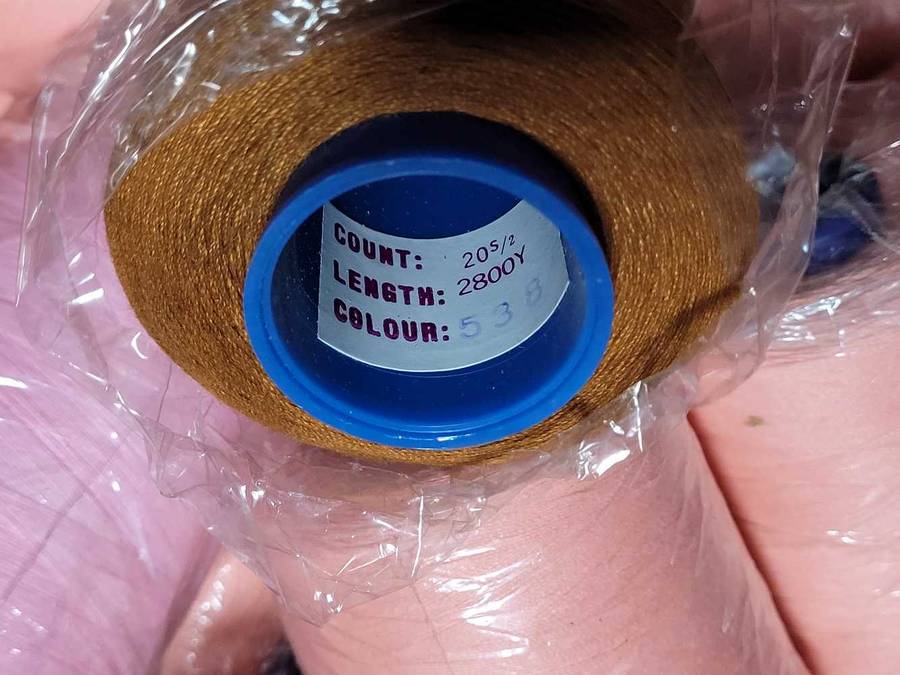 COUNT: 20S/2
LENGTH: 2800Y
COLOUR: 538